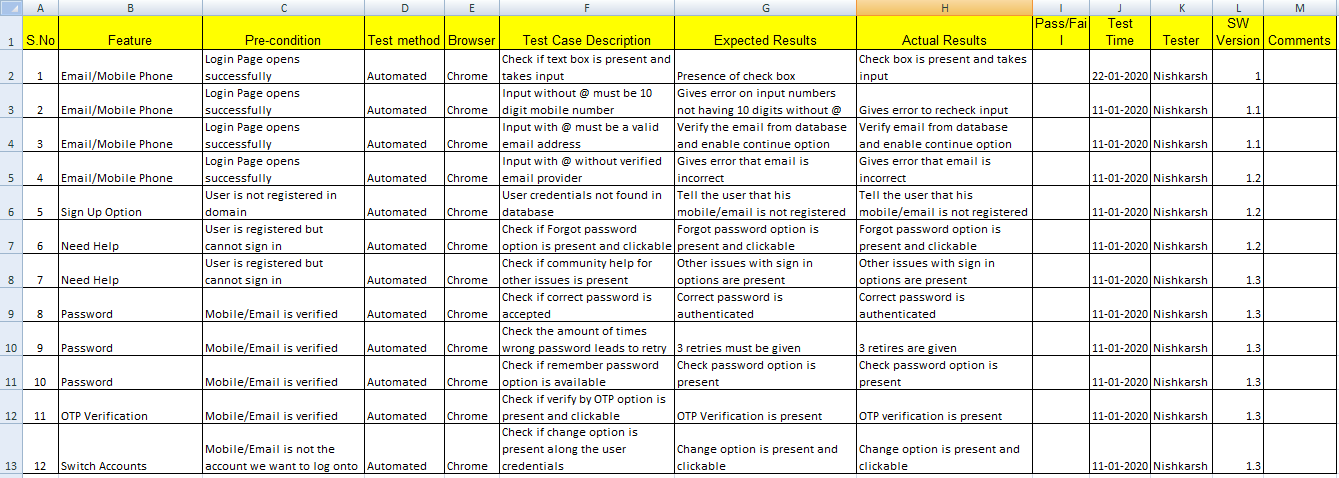 A B C D E F G H I J K L M
1 S.No Feature Pre-condition Test method Browser Test Case Description Expected Results Actual Results Pass/Fai
l Test
Time Tester SW
Version Comments
2 1 Email/Mobile Phone Login Page opens
successfully Automated Chrome Check if text box is present and
takes input Presence of check box Check box is present and takes
input 22-01-2020 Nishkarsh 1
3 2 Email/Mobile Phone Login Page opens
successfully Automated Chrome Input without @ must be 10
digit mobile number Gives error on input numbers
not having 10 digits without @ Gives error to recheck input 11-01-2020 Nishkarsh 1.1
4 3 Email/Mobile Phone Login Page opens
successfully Automated Chrome Input with @ must be a valid
email address Verify the email from database
and enable continue option Verify email from database
and enable continue option 11-01-2020 Nishkarsh 1.1
5 4 Email/Mobile Phone Login Page opens
successfully Automated Chrome Input with @ without verified
email provider Gives error that email is
incorrect Gives error that email is
incorrect 11-01-2020 Nishkarsh 1.2
6 5 Sign Up Option User is not registered in
domain Automated Chrome User credentials not found in
database Tell the user that his
mobile/email is not registered Tell the user that his
mobile/email is not registered 11-01-2020 Nishkarsh 1.2
7 6 Need Help User is registered but
cannot sign in Automated Chrome Check if Forgot password
option is present and clickable Forgot password option is
present and clickable Forgot password option is
present and clickable 11-01-2020 Nishkarsh 1.2
8 7 Need Help User is registered but
cannot sign in Automated Chrome Check if community help for
other issues is present Other issues with sign in
options are present Other issues with sign in
options are present 11-01-2020 Nishkarsh 1.3
9 8 Password Mobile/Email is verified Automated Chrome Check if correct password is
accepted Correct password is
authenticated Correct password is
authenticated 11-01-2020 Nishkarsh 1.3
10 9 Password Mobile/Email is verified Automated Chrome Check the amount of times
wrong password leads to retry 3 retries must be given 3 retires are given 11-01-2020 Nishkarsh 1.3
11 10 Password Mobile/Email is verified Automated Chrome Check if remember password
option is available Check password option is
present Check password option is
present 11-01-2020 Nishkarsh 1.3
12 11 OTP Verification Mobile/Email is verified Automated Chrome Check if verify by OTP option is
present and clickable OTP Verification is present OTP verification is present 11-01-2020 Nishkarsh 1.3
13 12 Switch Accounts Mobile/Email is not the
account we want to log onto Automated Chrome Check if change option is
present along the user
credentials Change option is present and
clickable Change option is present and
clickable 11-01-2020 Nishkarsh 1.3